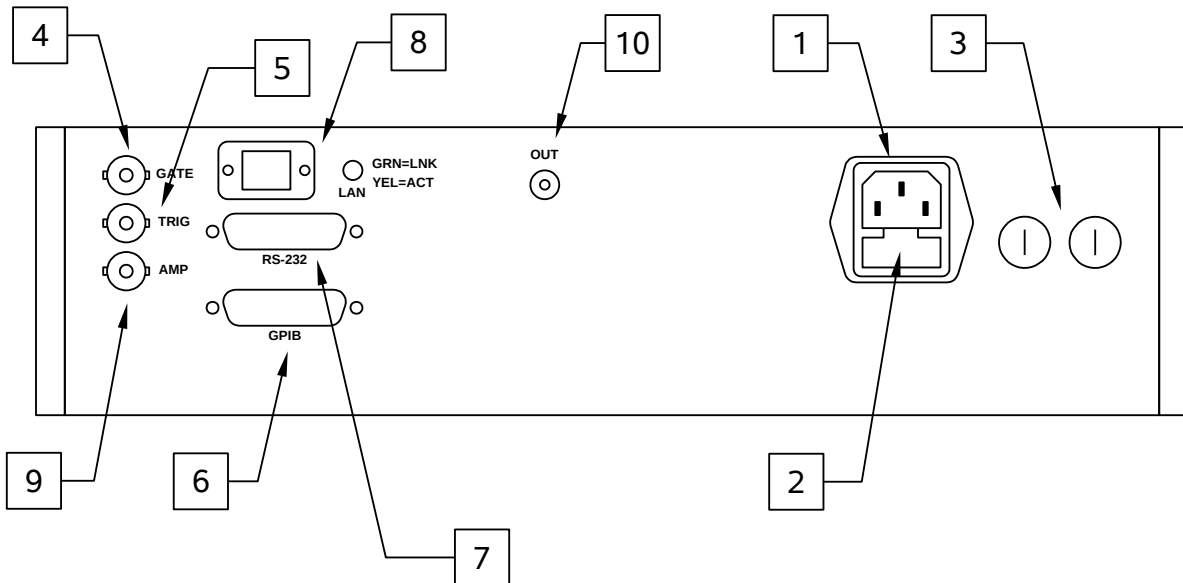 4
5
8
10
1
3
GATE
TRIG
AMP
LAN
GRN=LNK
YEL=ACT
RS-232
GPIB
OUT
9
6
7
2